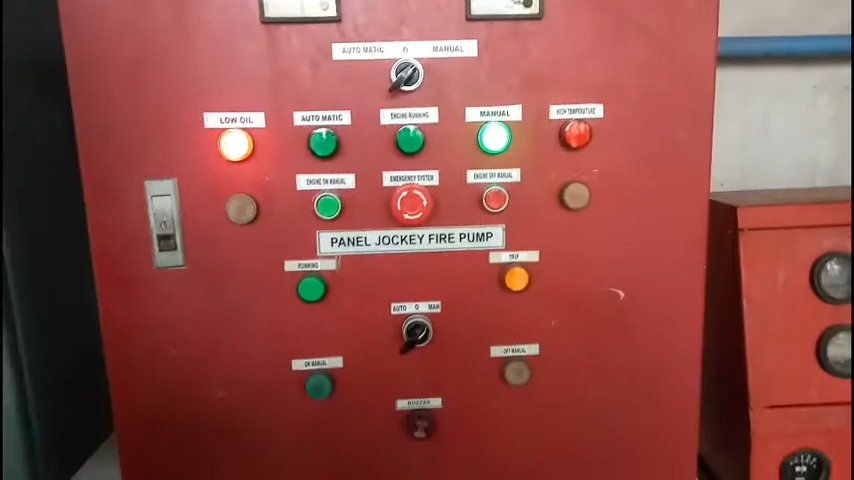 AUTO MATIC O MANUAL
LOW OIL
AUTO MATIC
ENGINE RUNNING
MANUAL
HIGH TEMPERATURE
ENGINE ON MANUAL
EMERGENCY SYSTEM
ENGINE OFF MANUAL
PANEL JOCKEY FIRE PUMP
RUNNING
TRIP
AUTO O MAN
ON MANUAL
OFF MANUAL
BUZZER